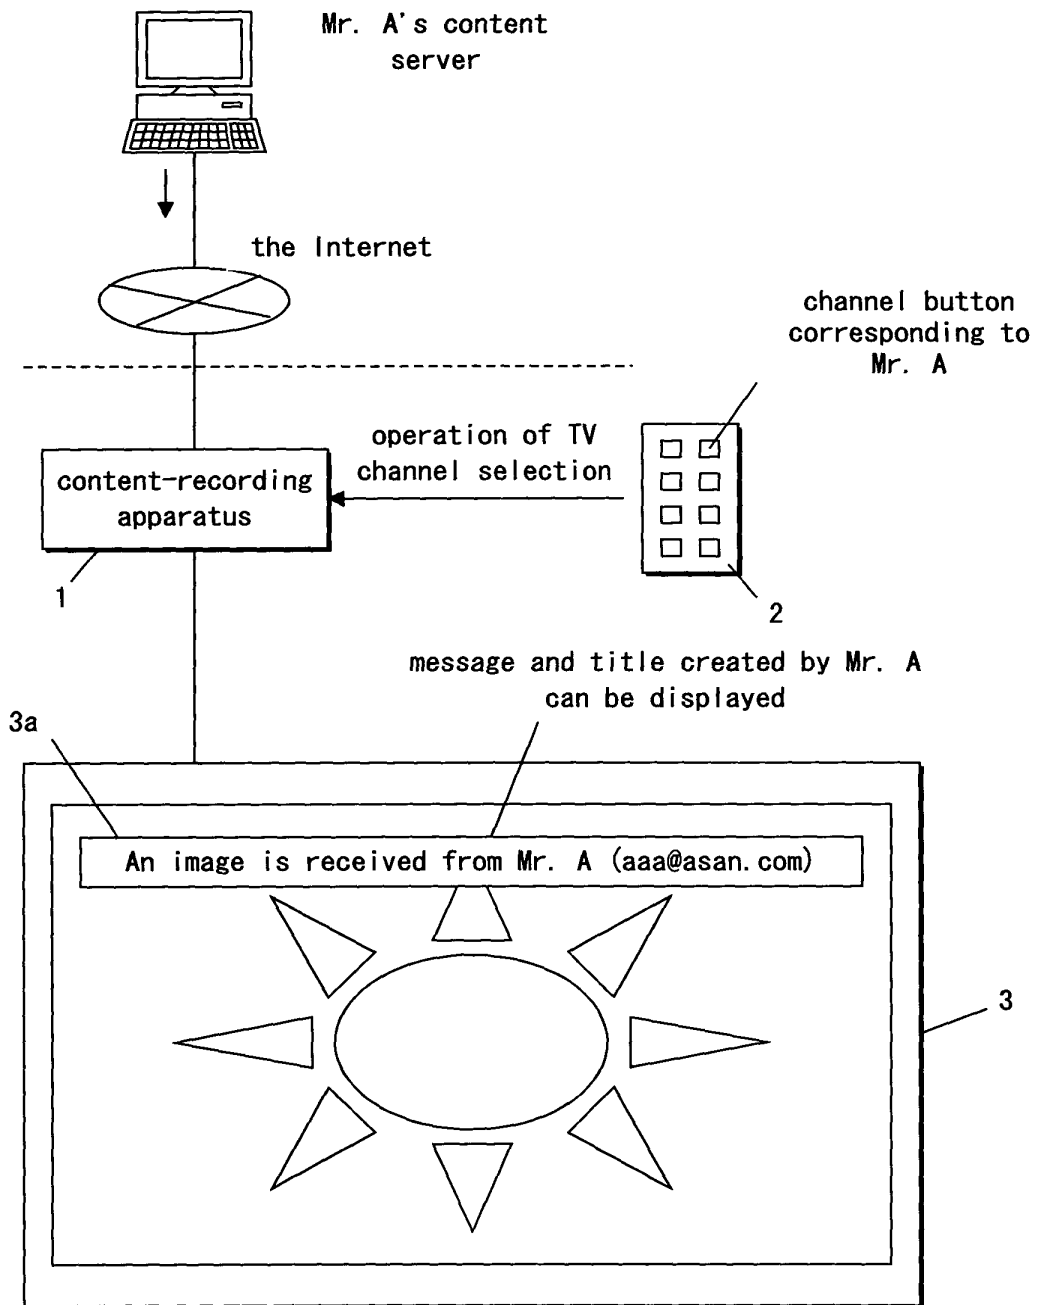 Mr. A's content
server
the Internet
channel button
corresponding to
Mr. A
operation of TV
channel selection
content-recording
apparatus
1
2
message and title created by Mr. A
can be displayed
3a
An image is received from Mr. A (aaa@asan.com)
3